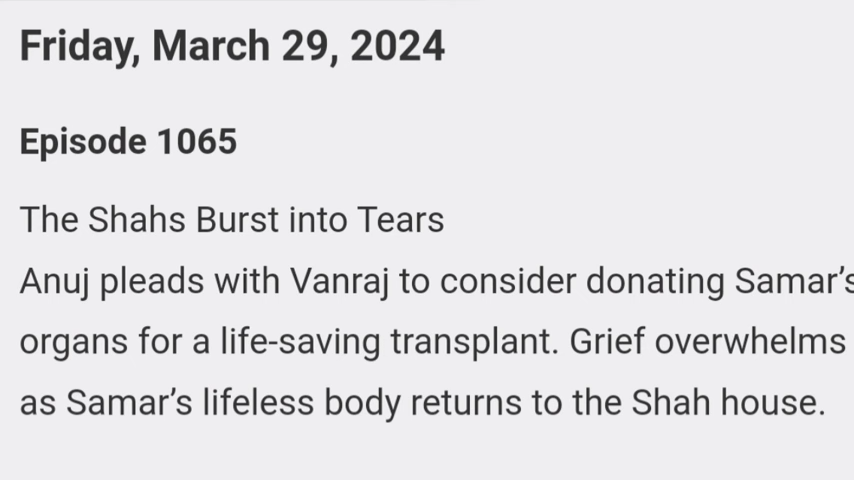 Friday, March 29, 2024
Episode 1065
The Shahs Burst into Tears
Anuj pleads with Vanraj to consider donating Samar’s
organs for a life-saving transplant. Grief overwhelms
as Samar’s lifeless body returns to the Shah house.